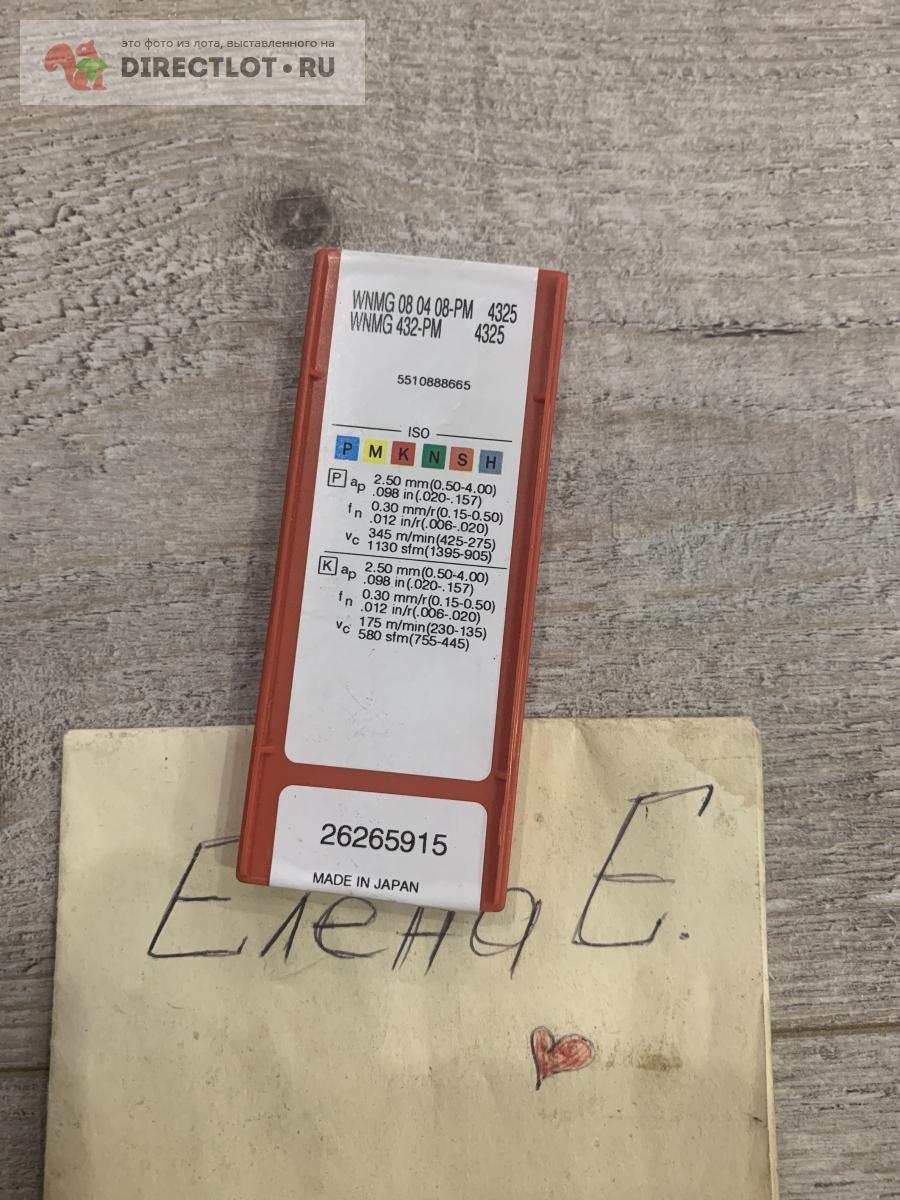 это фото из лота, выставленного на
DIRECTLOT•RU
WNMG 08 04 08-PM 4325
WNMG 432-PM 4325
5510888665
ISO
P M K N S H
P ap 2.50 mm(0.50-4.00)
.098 in(.020-.157)
fn 0.30 mm/r(0.15-0.50)
.012 in/r(.006-.020)
vc 345 m/min(425-275)
1130 sfm(1395-905)
K ap 2.50 mm(0.50-4.00)
.098 in(.020-.157)
fn 0.30 mm/r(0.15-0.50)
.012 in/r(.006-.020)
vc 175 m/min(230-135)
580 sfm(755-445)
26265915
MADE IN JAPAN
Елена Е.